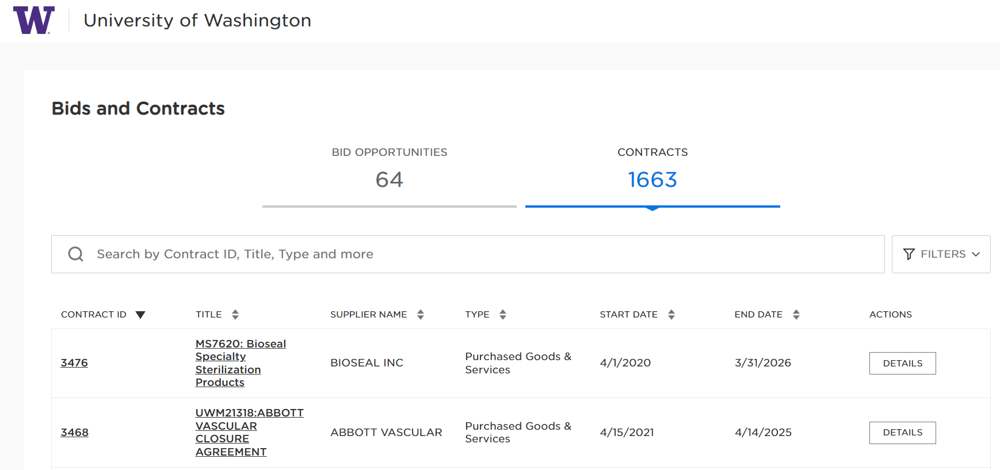 W University of Washington
Bids and Contracts
BID OPPORTUNITIES
64
CONTRACTS
1663
Search by Contract ID, Title, Type and more
FILTERS
CONTRACT ID TITLE SUPPLIER NAME TYPE START DATE END DATE ACTIONS
3476
MS7620: Bioseal
Specialty
Sterilization
Products
BIOSEAL INC
Purchased Goods &
Services
4/1/2020
3/31/2026
DETAILS
3468
UWM21318:ABBOTT
VASCULAR
CLOSURE
AGREEMENT
ABBOTT VASCULAR
Purchased Goods &
Services
4/15/2021
4/14/2025
DETAILS